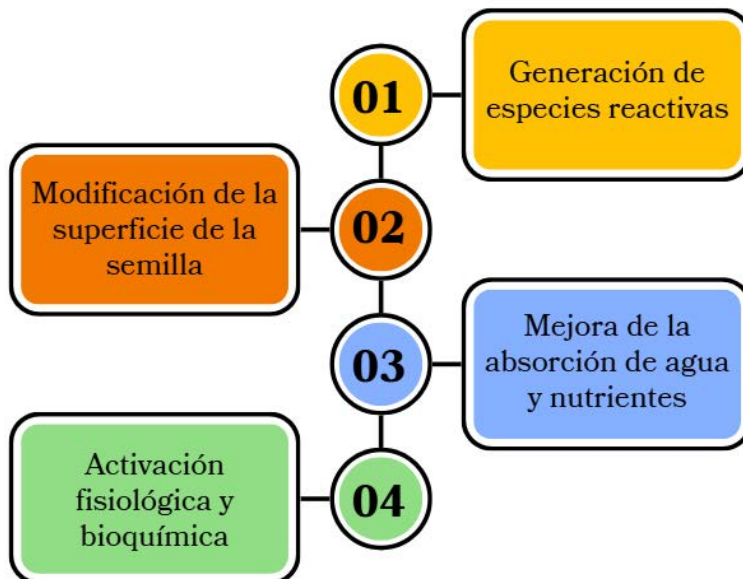 01
Generación de
especies reactivas
Modificación de la
superficie de la
semilla
02
03
Mejora de la
absorción de agua
y nutrientes
Activación
fisiológica y
bioquímica
04